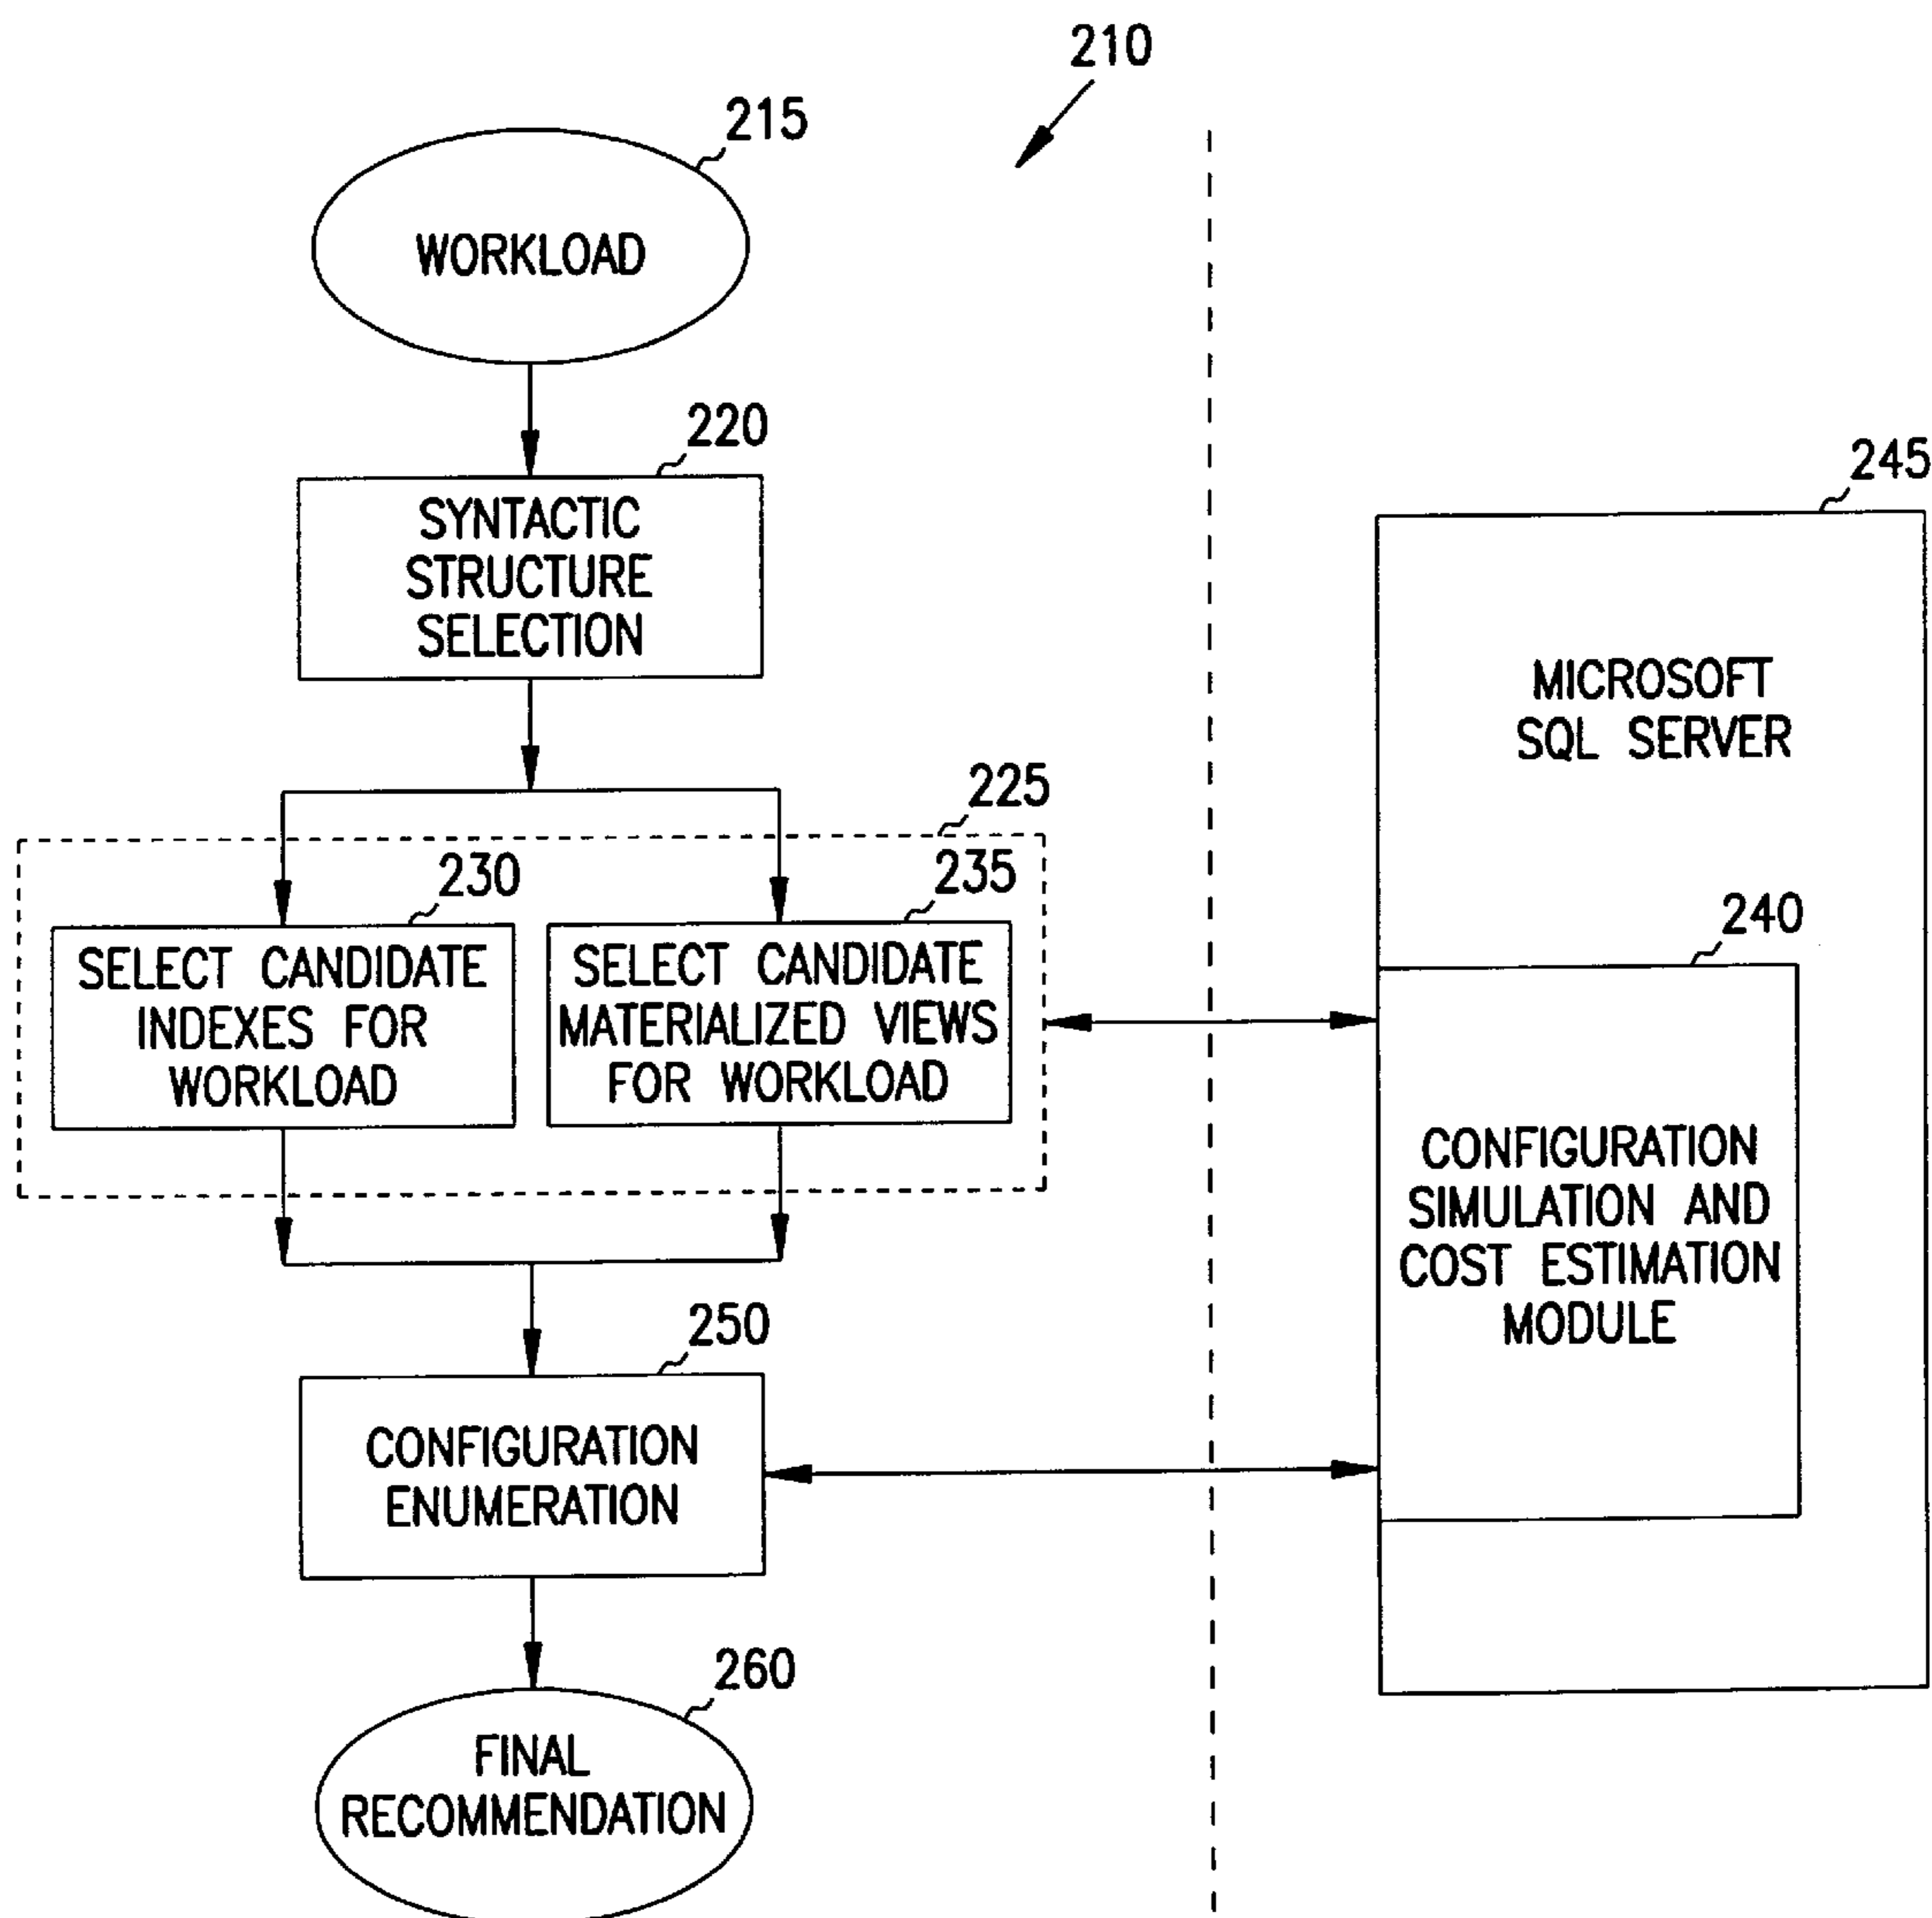 210
215
WORKLOAD
220
SYNTACTIC
STRUCTURE
SELECTION
245
MICROSOFT
SQL SERVER
225
230
SELECT CANDIDATE
INDEXES FOR
WORKLOAD
235
SELECT CANDIDATE
MATERIALIZED VIEWS
FOR WORKLOAD
240
CONFIGURATION
SIMULATION AND
COST ESTIMATION
MODULE
250
CONFIGURATION
ENUMERATION
260
FINAL
RECOMMENDATION